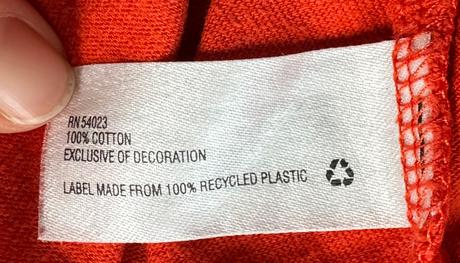 RN 54023
100% COTTON
EXCLUSIVE OF DECORATION
LABEL MADE FROM 100% RECYCLED PLASTIC